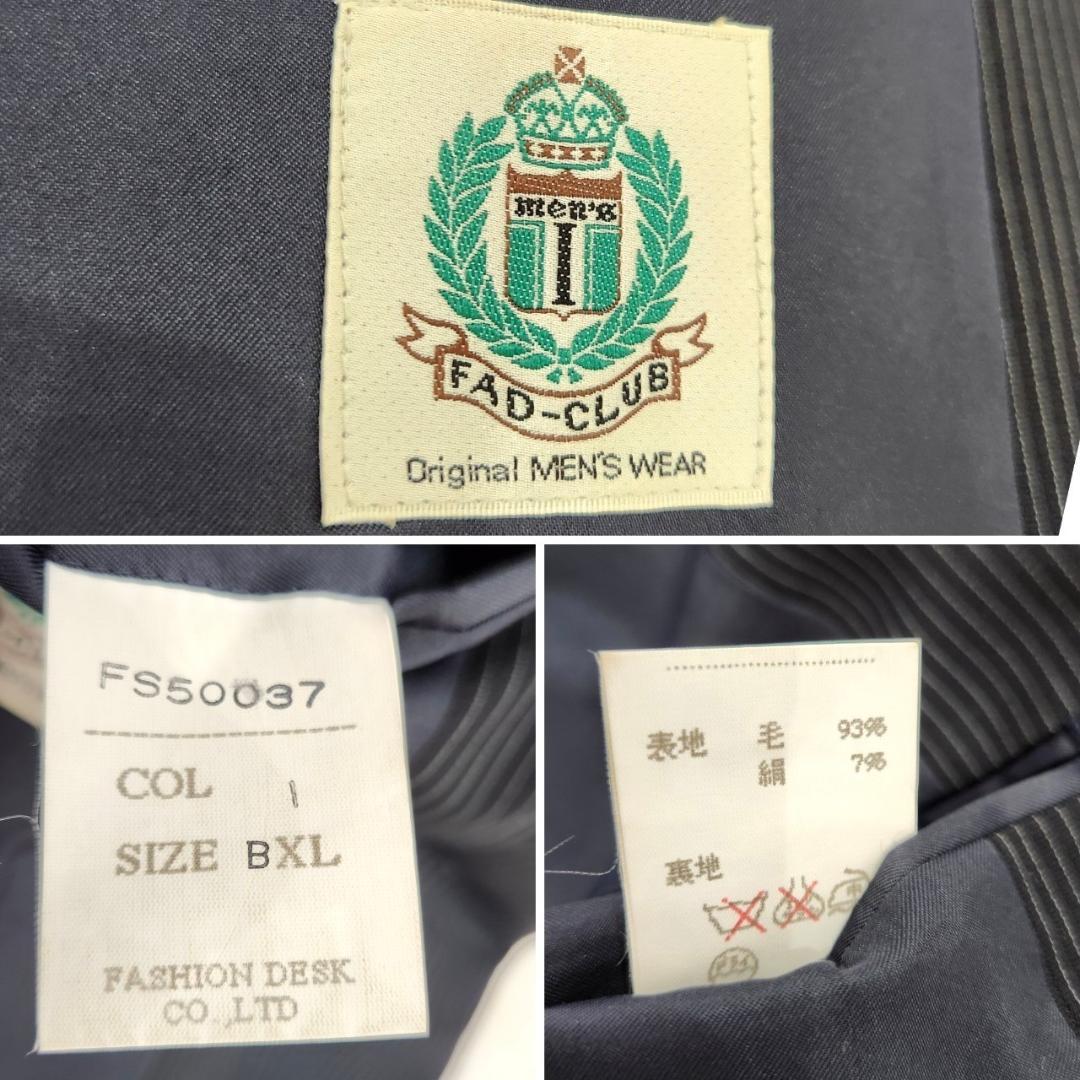 men's
I
FAD-CLUB
Original MEN'S WEAR
FS50037
COL 1
SIZE BXL
FASHION DESK
CO.,LTD
表地 毛 93%
絹 7%
裏地